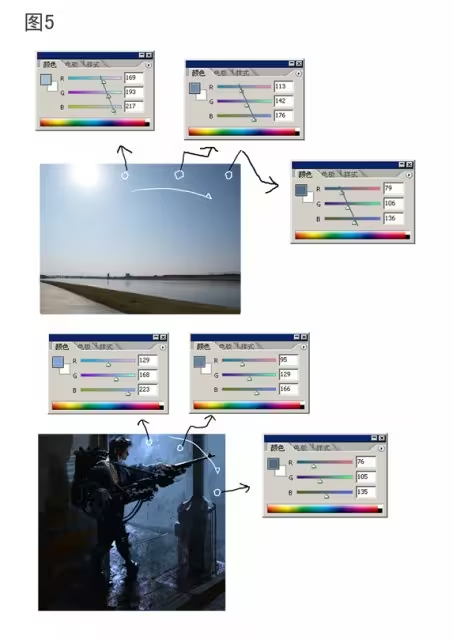 图5
颜色 色板 样式
R 169
G 193
B 217
颜色 色板 样式
R 113
G 142
B 176
颜色 色板 样式
R 79
G 106
B 136
颜色 色板 样式
R 129
G 168
B 223
颜色 色板 样式
R 95
G 129
B 166
颜色 色板 样式
R 76
G 105
B 135